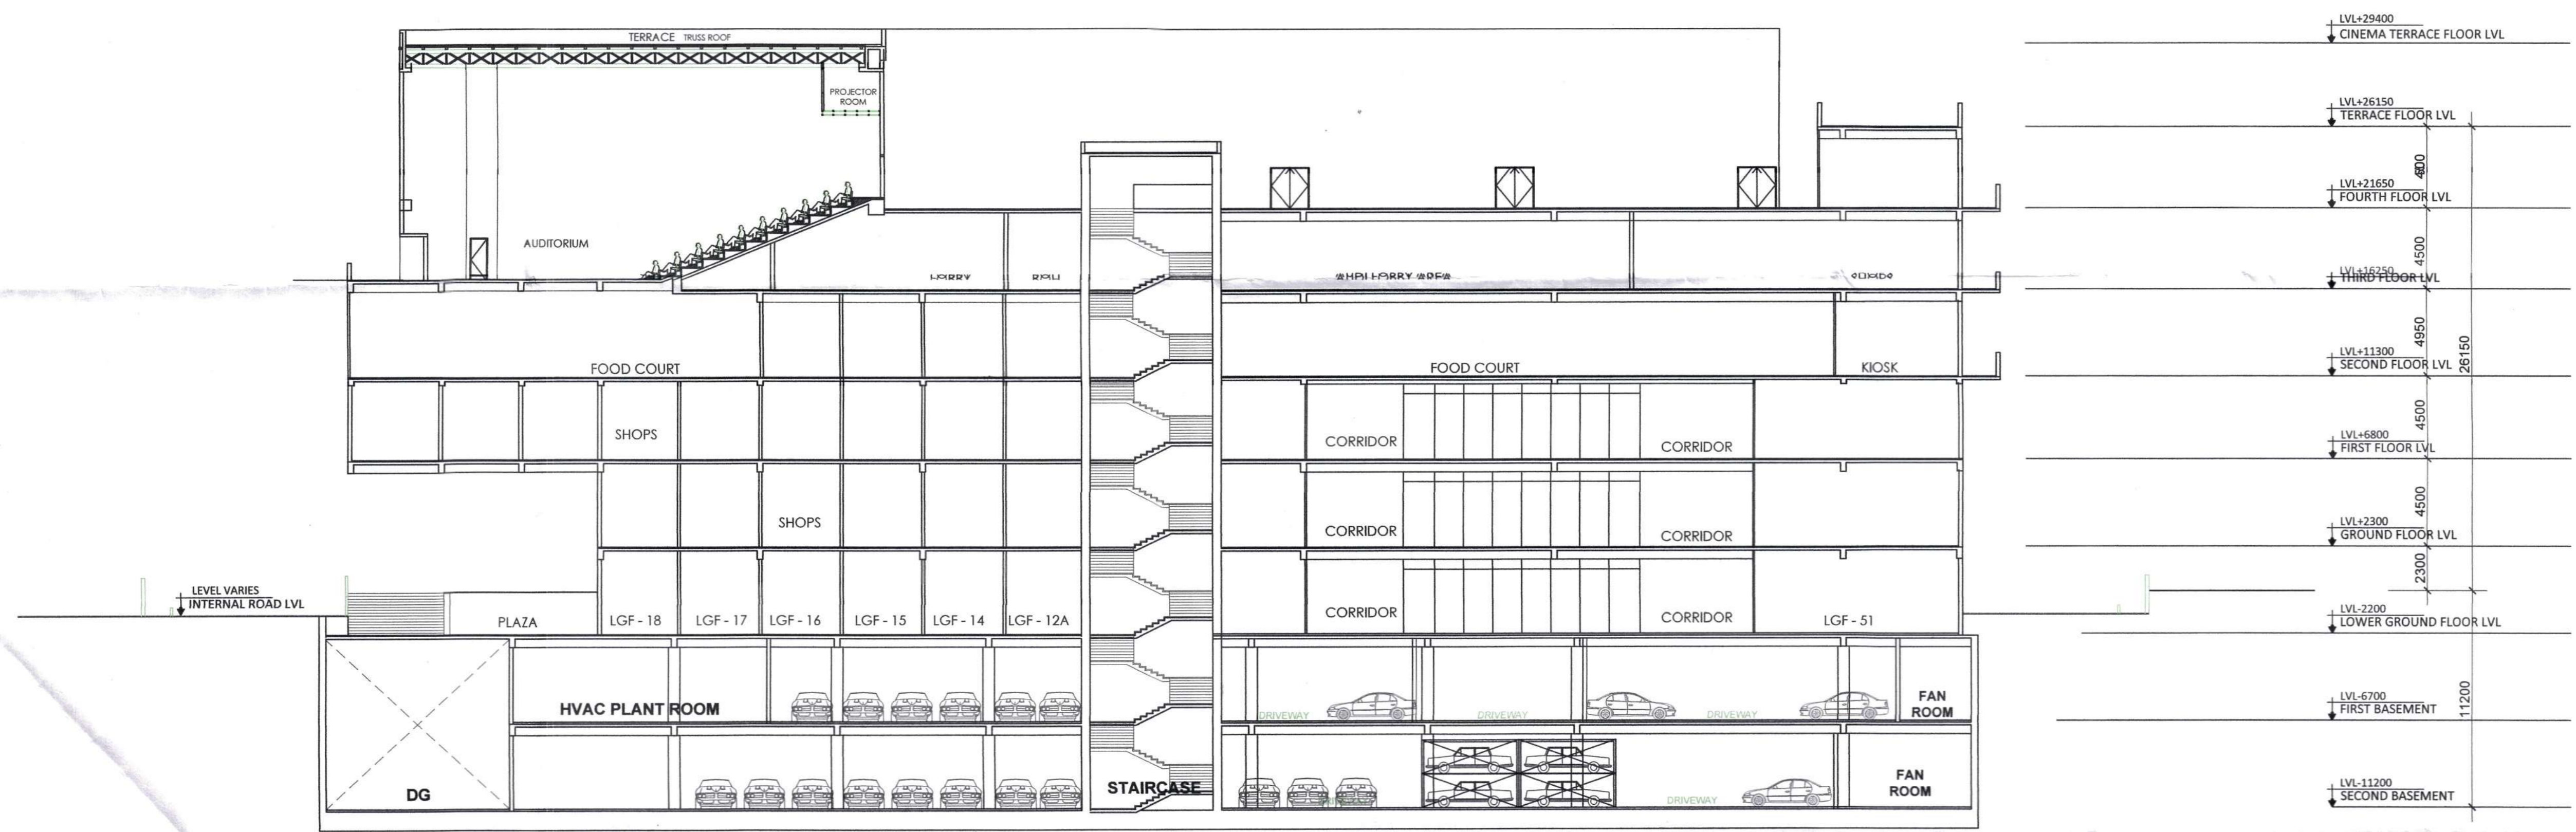 LVL+29400
CINEMA TERRACE FLOOR LVL
TERRACE TRUSS ROOF
PROJECTOR
ROOM
LVL+26150
TERRACE FLOOR LVL
LVL+21650
FOURTH FLOOR LVL
AUDITORIUM
4500
LVL+16250
THIRD FLOOR LVL
4950
26150
FOOD COURT
FOOD COURT
KIOSK
LVL+11300
SECOND FLOOR LVL
4500
SHOPS
CORRIDOR
CORRIDOR
LVL+6800
FIRST FLOOR LVL
4500
SHOPS
CORRIDOR
CORRIDOR
LVL+2300
GROUND FLOOR LVL
2300
LEVEL VARIES
INTERNAL ROAD LVL
PLAZA
LGF - 18
LGF - 17
LGF - 16
LGF - 15
LGF - 14
LGF - 12A
CORRIDOR
CORRIDOR
LGF - 51
LVL-2200
LOWER GROUND FLOOR LVL
11200
HVAC PLANT ROOM
DRIVEWAY
DRIVEWAY
DRIVEWAY
FAN
ROOM
LVL-6700
FIRST BASEMENT
DG
STAIRCASE
DRIVEWAY
FAN
ROOM
LVL-11200
SECOND BASEMENT